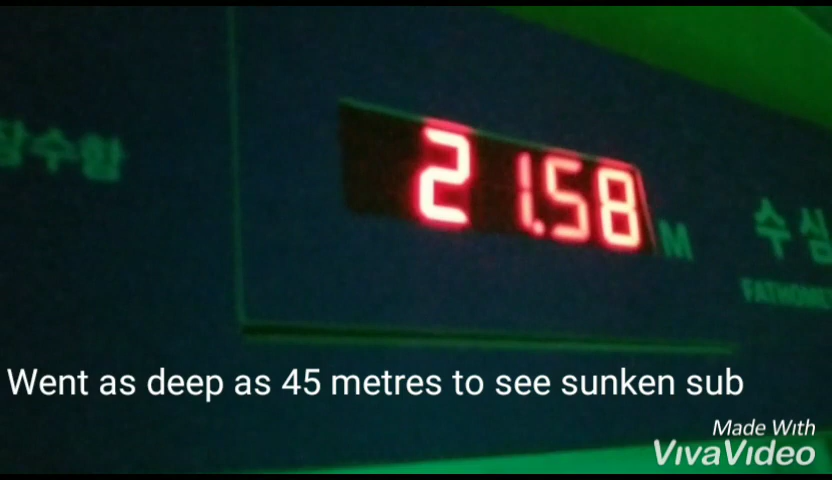 잠수함
21.58 M
수심
FATHOME
Went as deep as 45 metres to see sunken sub
Made With
VivaVideo